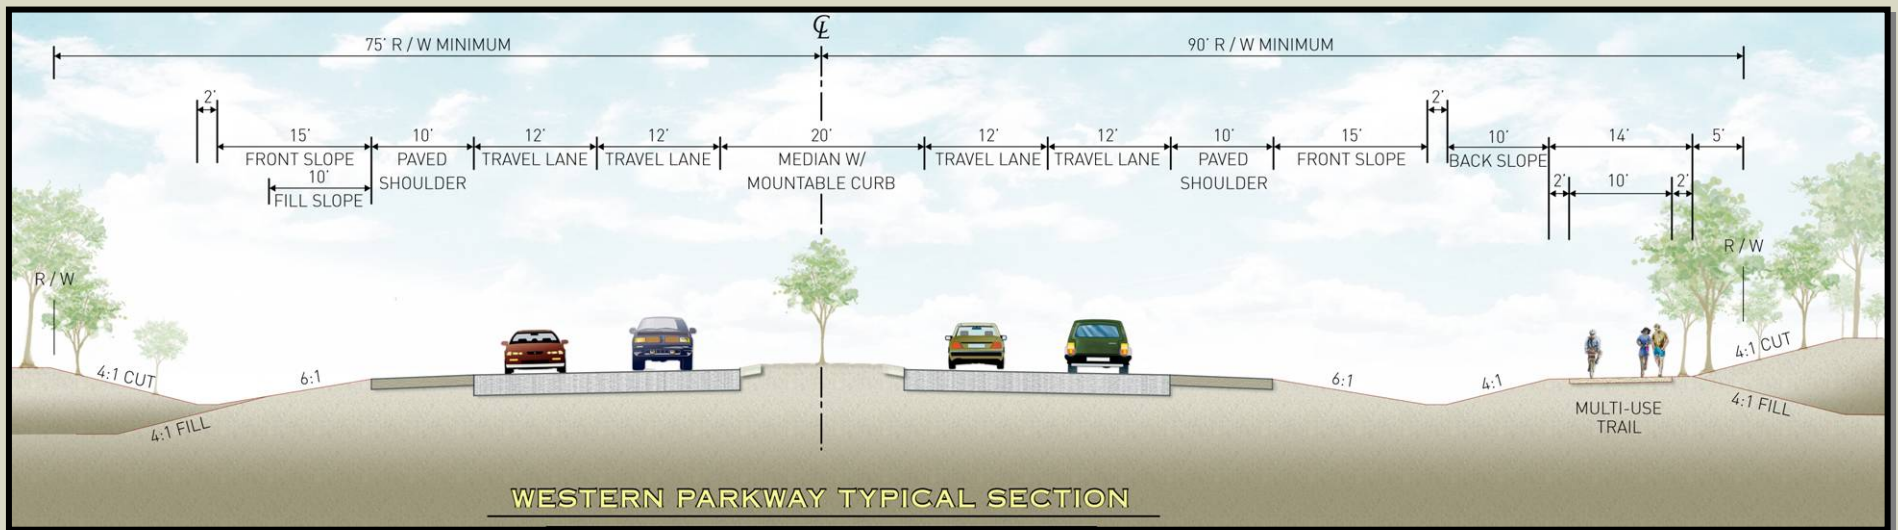 ℄
75' R / W MINIMUM
90' R / W MINIMUM
2'
2'
15'
10'
12'
12'
20'
12'
12'
10'
15'
10'
14'
5'
FRONT SLOPE
PAVED
SHOULDER
TRAVEL LANE
TRAVEL LANE
MEDIAN W/
MOUNTABLE CURB
TRAVEL LANE
TRAVEL LANE
PAVED
SHOULDER
FRONT SLOPE
BACK SLOPE
10'
FILL SLOPE
2'
10'
2'
R / W
R / W
4:1 CUT
6:1
4:1 FILL
6:1
4:1
4:1 CUT
4:1 FILL
MULTI-USE
TRAIL
WESTERN PARKWAY TYPICAL SECTION